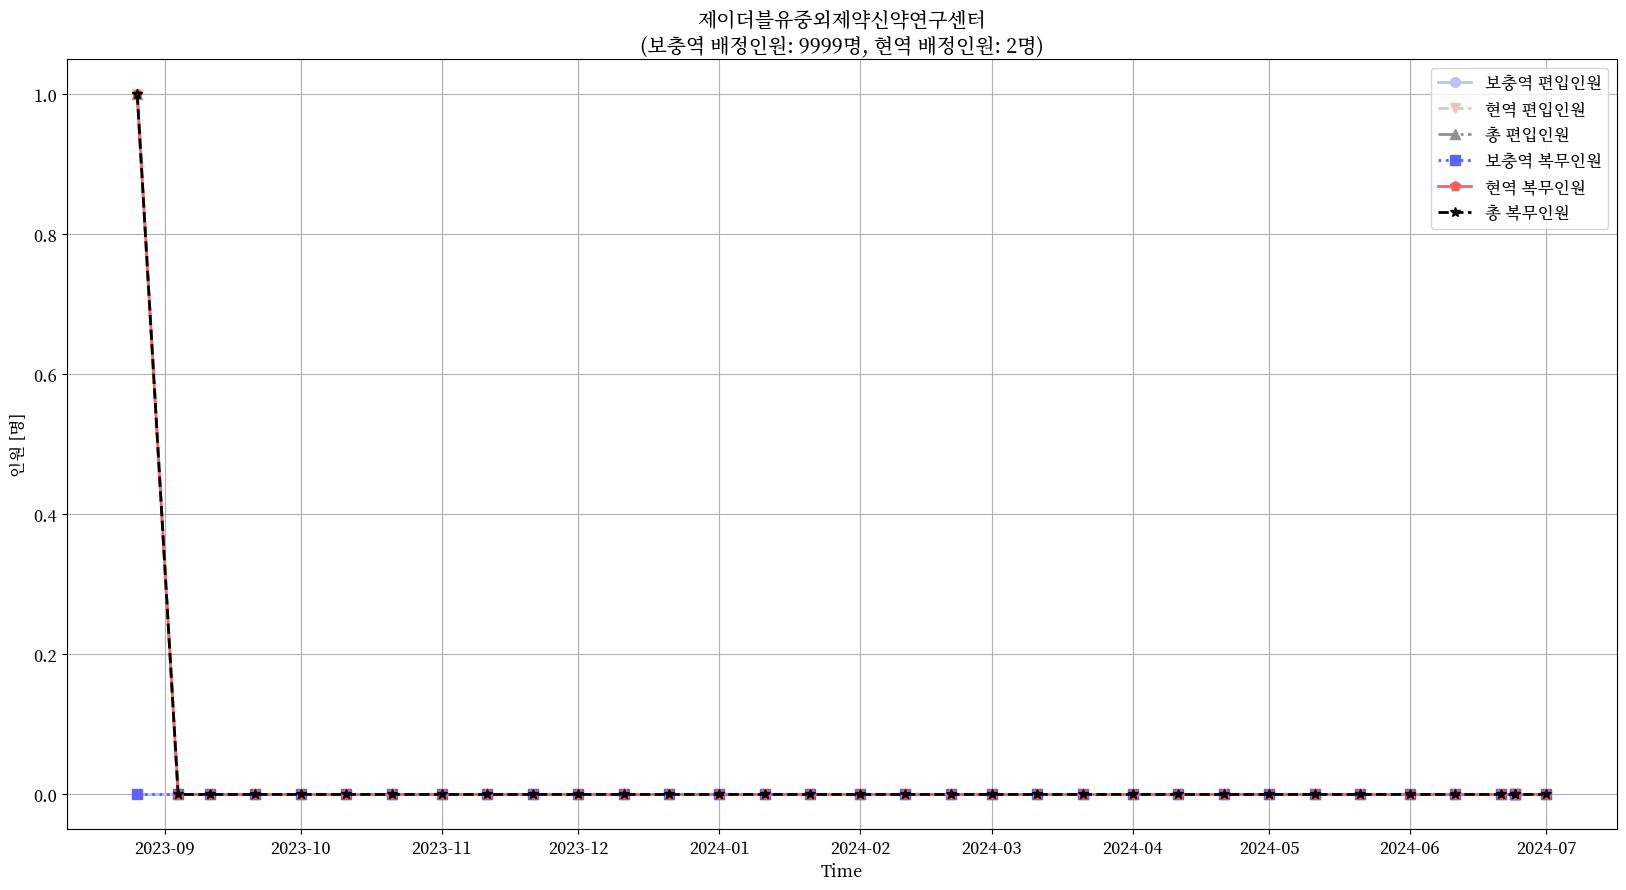 제이더블유중외제약신약연구센터
(보충역 배정인원: 9999명, 현역 배정인원: 2명)
보충역 편입인원
현역 편입인원
총 편입인원
보충역 복무인원
현역 복무인원
총 복무인원
인원 [명]
1.0
0.8
0.6
0.4
0.2
0.0
2023-09 2023-10 2023-11 2023-12 2024-01 2024-02 2024-03 2024-04 2024-05 2024-06 2024-07
Time